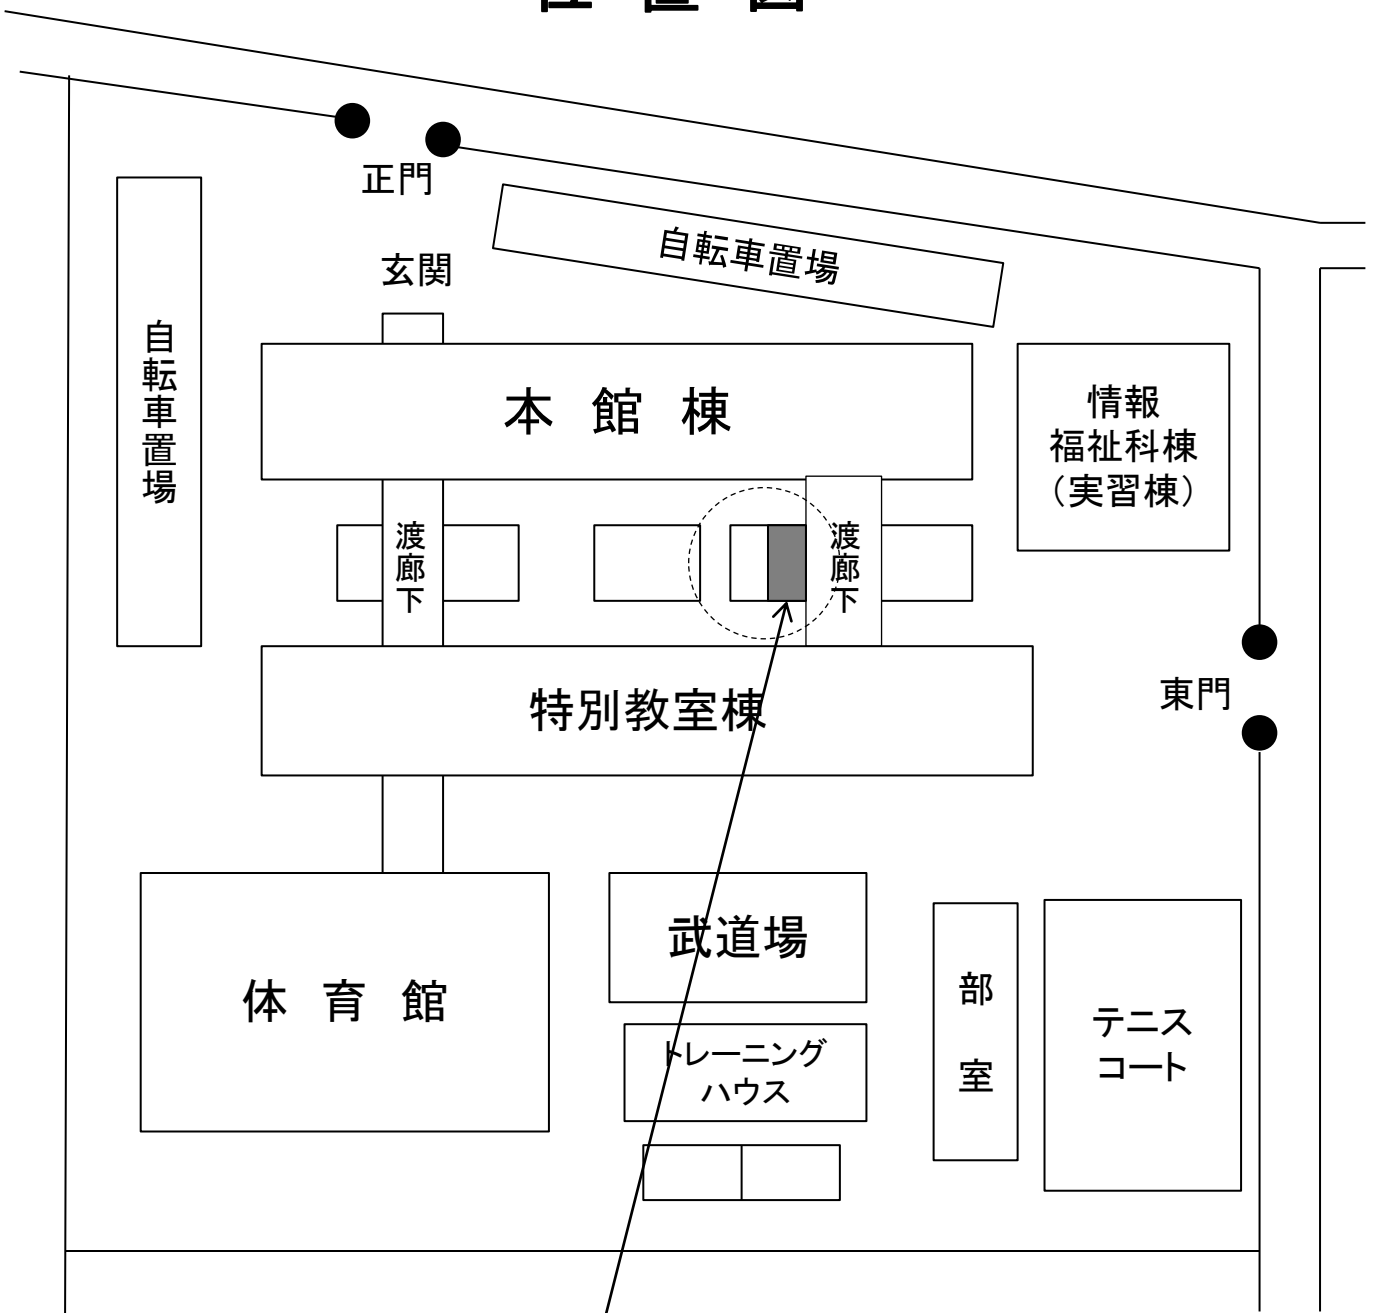 正門
自転車置場
玄関
自転車置場
本館棟
情報
福祉科棟
(実習棟)
渡廊下
渡廊下
特別教室棟
東門
武道場
体育館
部室
テニス
コート
トレーニング
ハウス